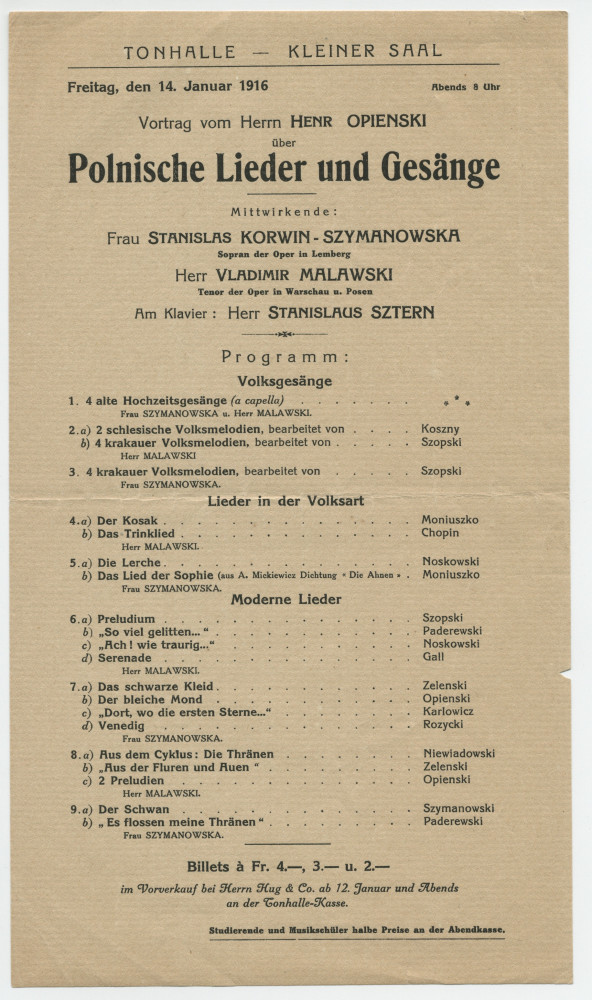 TONHALLE — KLEINER SAAL
Freitag, den 14. Januar 1916 Abends 8 Uhr
Vortrag vom Herrn HENR OPIENSKI
über
Polnische Lieder und Gesänge
Mittwirkende:
Frau STANISLAS KORWIN-SZYMANOWSKA
Sopran der Oper in Lemberg
Herr VLADIMIR MALAWSKI
Tenor der Oper in Warschau u. Posen
Am Klavier: Herr STANISLAUS SZTERN
Programm:
Volksgesänge
1. 4 alte Hochzeitsgesänge (a capella) . . . . . . . * * *
Frau SZYMANOWSKA u. Herr MALAWSKI.
2. a) 2 schlesische Volksmelodien, bearbeitet von . . . . Koszny
b) 4 krakauer Volksmelodien, bearbeitet von . . . . . Szopski
Herr MALAWSKI
3. 4 krakauer Volksmelodien, bearbeitet von . . . . . Szopski
Frau SZYMANOWSKA.
Lieder in der Volksart
4. a) Der Kosak . . . . . . . . . . . . . . Moniuszko
b) Das Trinklied . . . . . . . . . . . . . Chopin
Herr MALAWSKI.
5. a) Die Lerche . . . . . . . . . . . . . Noskowski
b) Das Lied der Sophie (aus A. Mickiewicz Dichtung « Die Ahnen » . Moniuszko
Frau SZYMANOWSKA.
Moderne Lieder
6. a) Preludium . . . . . . . . . . . . . . Szopski
b) „So viel gelitten..." . . . . . . . . . . . Paderewski
c) „Ach! wie traurig..." . . . . . . . . . . . Noskowski
d) Serenade . . . . . . . . . . . . . . Gall
Herr MALAWSKI.
7. a) Das schwarze Kleid . . . . . . . . . . . Zelenski
b) Der bleiche Mond . . . . . . . . . . . . Opienski
c) „Dort, wo die ersten Sterne..." . . . . . . . . Karlowicz
d) Venedig . . . . . . . . . . . . . . Rozycki
Frau SZYMANOWSKA.
8. a) Aus dem Cyklus: Die Thränen . . . . . . . . Niewiadowski
b) „Aus der Fluren und Auen " . . . . . . . . . Zelenski
c) 2 Preludien . . . . . . . . . . . . . Opienski
Herr MALAWSKI.
9. a) Der Schwan . . . . . . . . . . . . . Szymanowski
b) „ Es flossen meine Thränen " . . . . . . . . . Paderewski
Frau SZYMANOWSKA.
Billets à Fr. 4.—, 3.— u. 2.—
im Vorverkauf bei Herrn Hug & Co. ab 12. Januar und Abends
an der Tonhalle-Kasse.
Studierende und Musikschüler halbe Preise an der Abendkasse.